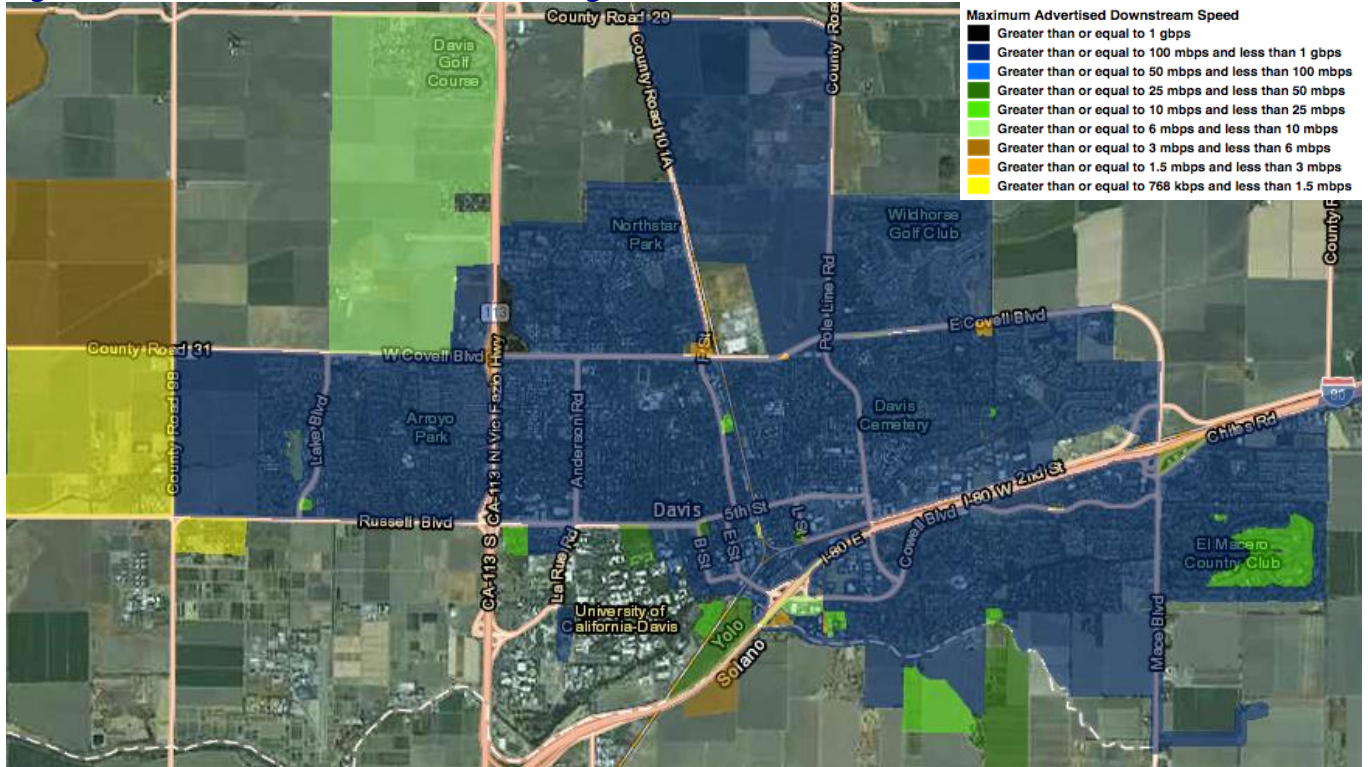 County Road 29
Maximum Advertised Downstream Speed
Greater than or equal to 1 gbps
Greater than or equal to 100 mbps and less than 1 gbps
Greater than or equal to 50 mbps and less than 100 mbps
Greater than or equal to 25 mbps and less than 50 mbps
Greater than or equal to 10 mbps and less than 25 mbps
Greater than or equal to 6 mbps and less than 10 mbps
Greater than or equal to 3 mbps and less than 6 mbps
Greater than or equal to 1.5 mbps and less than 3 mbps
Greater than or equal to 768 kbps and less than 1.5 mbps
Davis
Golf
Course
County Road 101A
County Road
County R
Northstar
Park
Wildhorse
Golf Club
113
Pole Line Rd
E Covell Blvd
County Road 31
W Covell Blvd
F St
80
County Road 98
Lake Blvd
Arroyo
Park
CA-113 N Vic Fazio Hwy
Anderson Rd
Davis
Cemetery
Chiles Rd
I-80 W 2nd St
Russell Blvd
Davis
5th St
L St
B St
E St
I-80 E
Cowell Blvd
El Macero
Country Club
CA-113 S
La Rue Rd
University of
California-Davis
Yolo
Solano
Mace Blvd